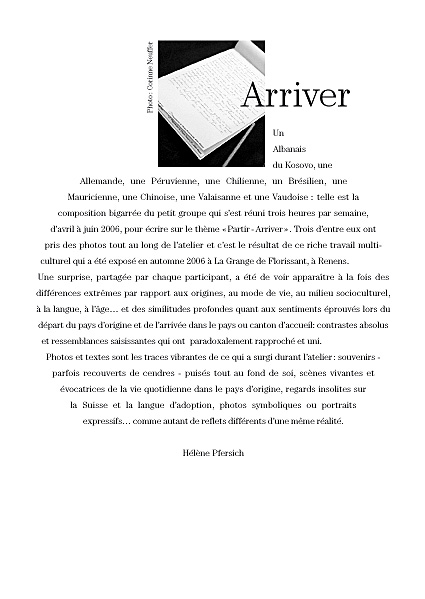 Photo: Corinne Neuffer
Arriver
Un
Albanais
du Kosovo, une
Allemande, une Péruvienne, une Chilienne, un Brésilien, une
Mauricienne, une Chinoise, une Valaisanne et une Vaudoise : telle est la
composition bigarrée du petit groupe qui s'est réuni trois heures par semaine,
d'avril à juin 2006, pour écrire sur le thème «Partir-Arriver». Trois d'entre eux ont
pris des photos tout au long de l'atelier et c'est le résultat de ce riche travail multi-
culturel qui a été exposé en automne 2006 à La Grange de Florissant, à Renens.
Une surprise, partagée par chaque participant, a été de voir apparaître à la fois des
différences extrêmes par rapport aux origines, au mode de vie, au milieu socioculturel,
à la langue, à l'âge... et des similitudes profondes quant aux sentiments éprouvés lors du
départ du pays d'origine et de l'arrivée dans le pays ou canton d'accueil: contrastes absolus
et ressemblances saisissantes qui ont paradoxalement rapproché et uni.
Photos et textes sont les traces vibrantes de ce qui a surgi durant l'atelier: souvenirs -
parfois recouverts de cendres - puisés tout au fond de soi, scènes vivantes et
évocatrices de la vie quotidienne dans le pays d'origine, regards insolites sur
la Suisse et la langue d'adoption, photos symboliques ou portraits
expressifs... comme autant de reflets différents d'une même réalité.
Hélène Pfersich